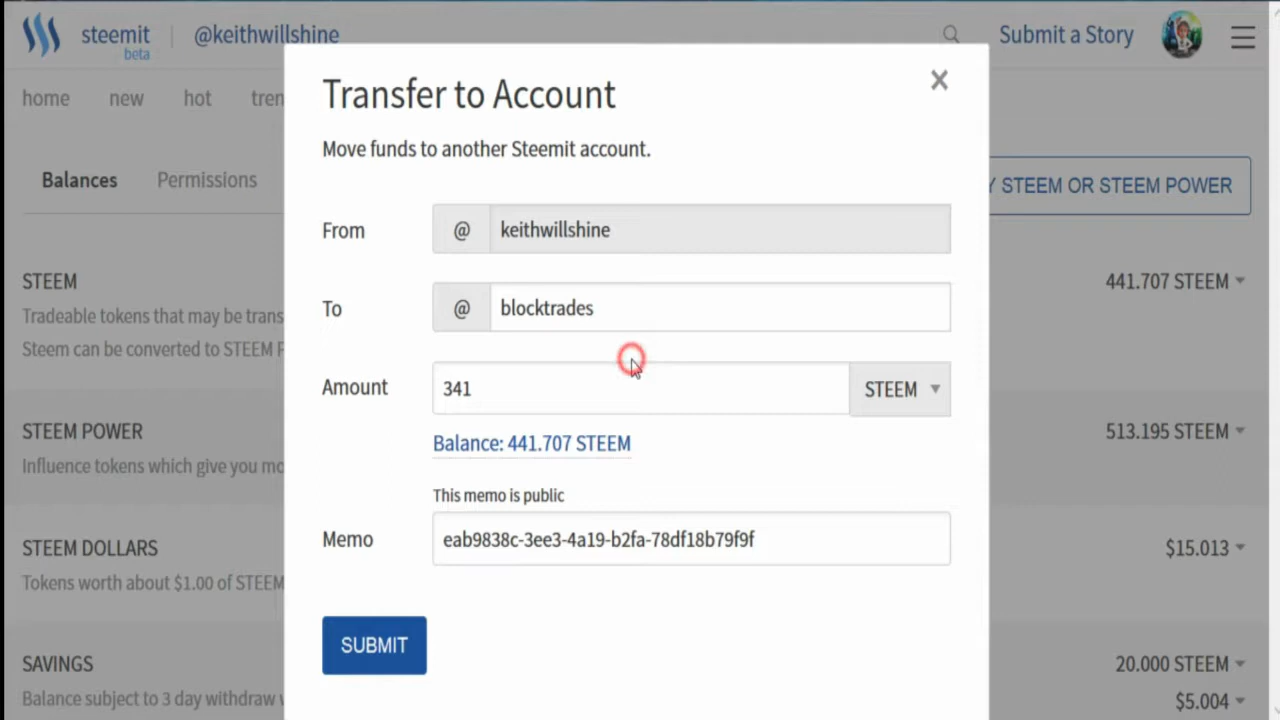 steemit
beta
@keithwillshine
Submit a Story
home new hot tren
Transfer to Account
×
Move funds to another Steemit account.
Balances Permissions
Y STEEM OR STEEM POWER
From @ keithwillshine
To @ blocktrades
Amount 341 STEEM
Balance: 441.707 STEEM
This memo is public
Memo eab9838c-3ee3-4a19-b2fa-78df18b79f9f
SUBMIT
STEEM 441.707 STEEM
Tradeable tokens that may be trans
Steem can be converted to STEEM P
STEEM POWER 513.195 STEEM
Influence tokens which give you mo
STEEM DOLLARS $15.013
Tokens worth about $1.00 of STEEM
SAVINGS 20.000 STEEM
Balance subject to 3 day withdraw w $5.004